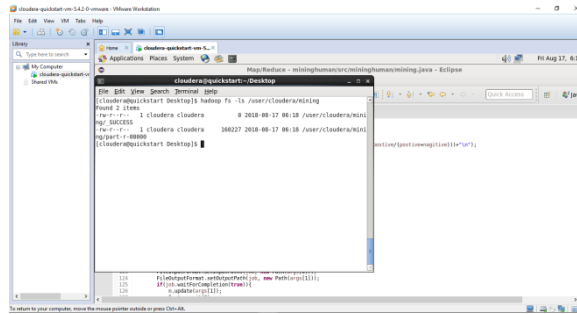 cloudera-quickstart-vm-5.4.2-0-vmware - VMware Workstation
File Edit View VM Tabs Help
Library
Type here to search
My Computer
cloudera-quickstart-vm
Shared VMs
Home
cloudera-quickstart-vm-5...
Applications Places System
Fri Aug 17, 6:1
Map/Reduce - mininghuman/src/mininghuman/mining.java - Eclipse
cloudera@quickstart:~/Desktop
File Edit View Search Terminal Help
[cloudera@quickstart Desktop]$ hadoop fs -ls /user/cloudera/mining
Found 2 items
-rw-r--r-- 1 cloudera cloudera 0 2018-08-17 06:18 /user/cloudera/mini
ng/_SUCCESS
-rw-r--r-- 1 cloudera cloudera 160227 2018-08-17 06:18 /user/cloudera/mini
ng/part-r-00000
[cloudera@quickstart Desktop]$
Quick Access
Jav
124 FileOutputFormat.setOutputPath(job, new Path(args[1]));
125 if(job.waitForCompletion(true)){
126 n.update(args[1]);
To return to your computer, move the mouse pointer outside or press Ctrl+Alt.